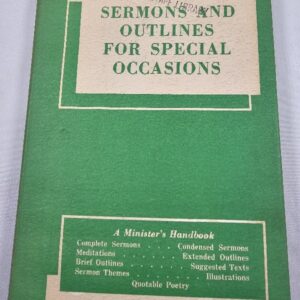 SERMONS AND
OUTLINES
FOR SPECIAL
OCCASIONS
A Minister's Handbook
Complete Sermons . . . . Condensed Sermons
Meditations . . . . . Extended Outlines
Brief Outlines . . . . . Suggested Texts
Sermon Themes . . . . . Illustrations
Quotable Poetry